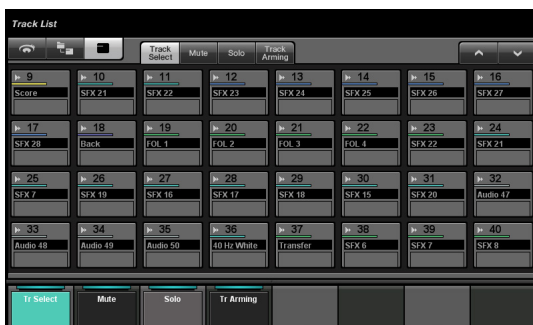 Track List
Track Select Mute Solo Track Arming
9 10 11 12 13 14 15 16
Score SFX 21 SFX 22 SFX 23 SFX 24 SFX 25 SFX 26 SFX 27
17 18 19 20 21 22 23 24
SFX 28 Back FOL 1 FOL 2 FOL 3 FOL 4 SFX 22 SFX 21
25 26 27 28 29 30 31 32
SFX 7 SFX 19 SFX 16 SFX 17 SFX 18 SFX 15 SFX 20 Audio 47
33 34 35 36 37 38 39 40
Audio 48 Audio 49 Audio 50 40 Hz White Transfer SFX 6 SFX 7 SFX 8
Tr Select Mute Solo Tr Arming